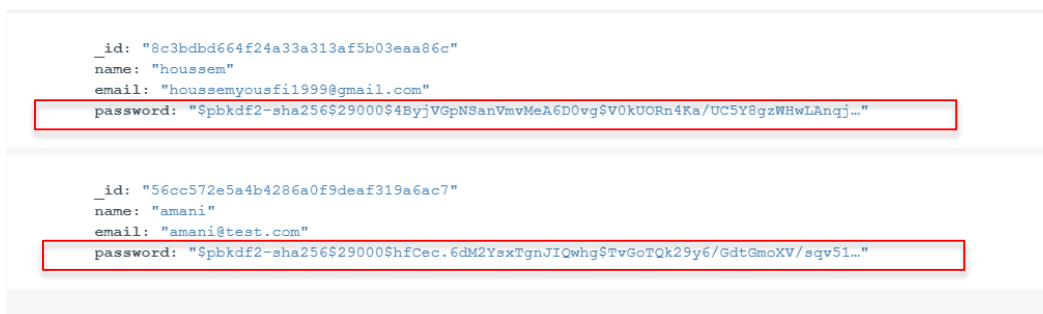 _id: "8c3bdbd664f24a33a313af5b03eaa86c"
name: "houssem"
email: "houssemyousfi1999@gmail.com"
password: "$pbkdf2-sha256$29000$4ByjVGpNSanVmvMeA6D0vg$V0kUORn4Ka/UC5Y8gzWHwLAnqj…"
_id: "56cc572e5a4b4286a0f9deaf319a6ac7"
name: "amani"
email: "amani@test.com"
password: "$pbkdf2-sha256$29000$hfCec.6dM2YsxTgnJIQwhg$TvGoTQk29y6/GdtGmoXV/sqv51…"